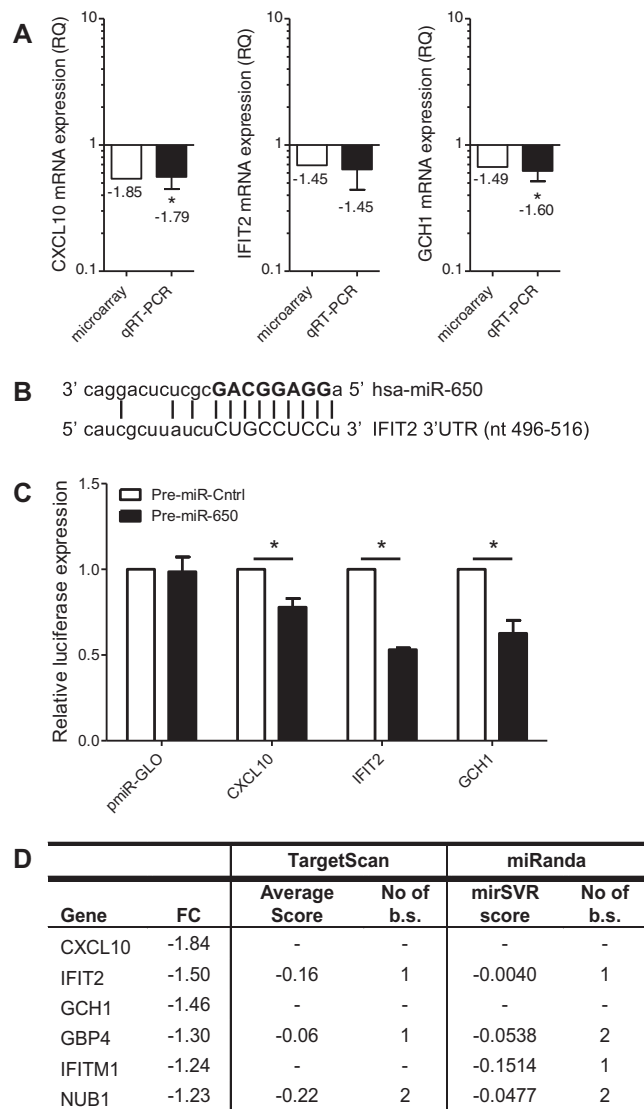 A
CXCL10 mRNA expression (RQ)
10
1
0.1
-1.85
*
-1.79
microarray
qRT-PCR
IFIT2 mRNA expression (RQ)
10
1
0.1
-1.45
-1.45
microarray
qRT-PCR
GCH1 mRNA expression (RQ)
10
1
0.1
-1.49
*
-1.60
microarray
qRT-PCR
B
3' caggacucucgcGACGGAGGa 5' hsa-miR-650
5' caucgcuuaucuCUGCCUCCu 3' IFIT2 3'UTR (nt 496-516)
C
Relative luciferase expression
1.5
1.0
0.5
0.0
Pre-miR-Cntrl
Pre-miR-650
* * *
pmiR-GLO
CXCL10
IFIT2
GCH1
D
TargetScan miRanda
Gene FC Average Score No of b.s. mirSVR score No of b.s.
CXCL10 -1.84 - - - -
IFIT2 -1.50 -0.16 1 -0.0040 1
GCH1 -1.46 - - - -
GBP4 -1.30 -0.06 1 -0.0538 2
IFITM1 -1.24 - - -0.1514 1
NUB1 -1.23 -0.22 2 -0.0477 2